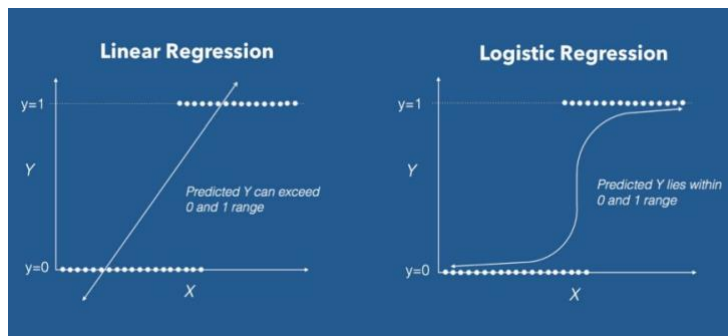 Linear Regression
y=1
Y
Predicted Y can exceed
0 and 1 range
y=0
X
Logistic Regression
y=1
Y
Predicted Y lies within
0 and 1 range
y=0
X